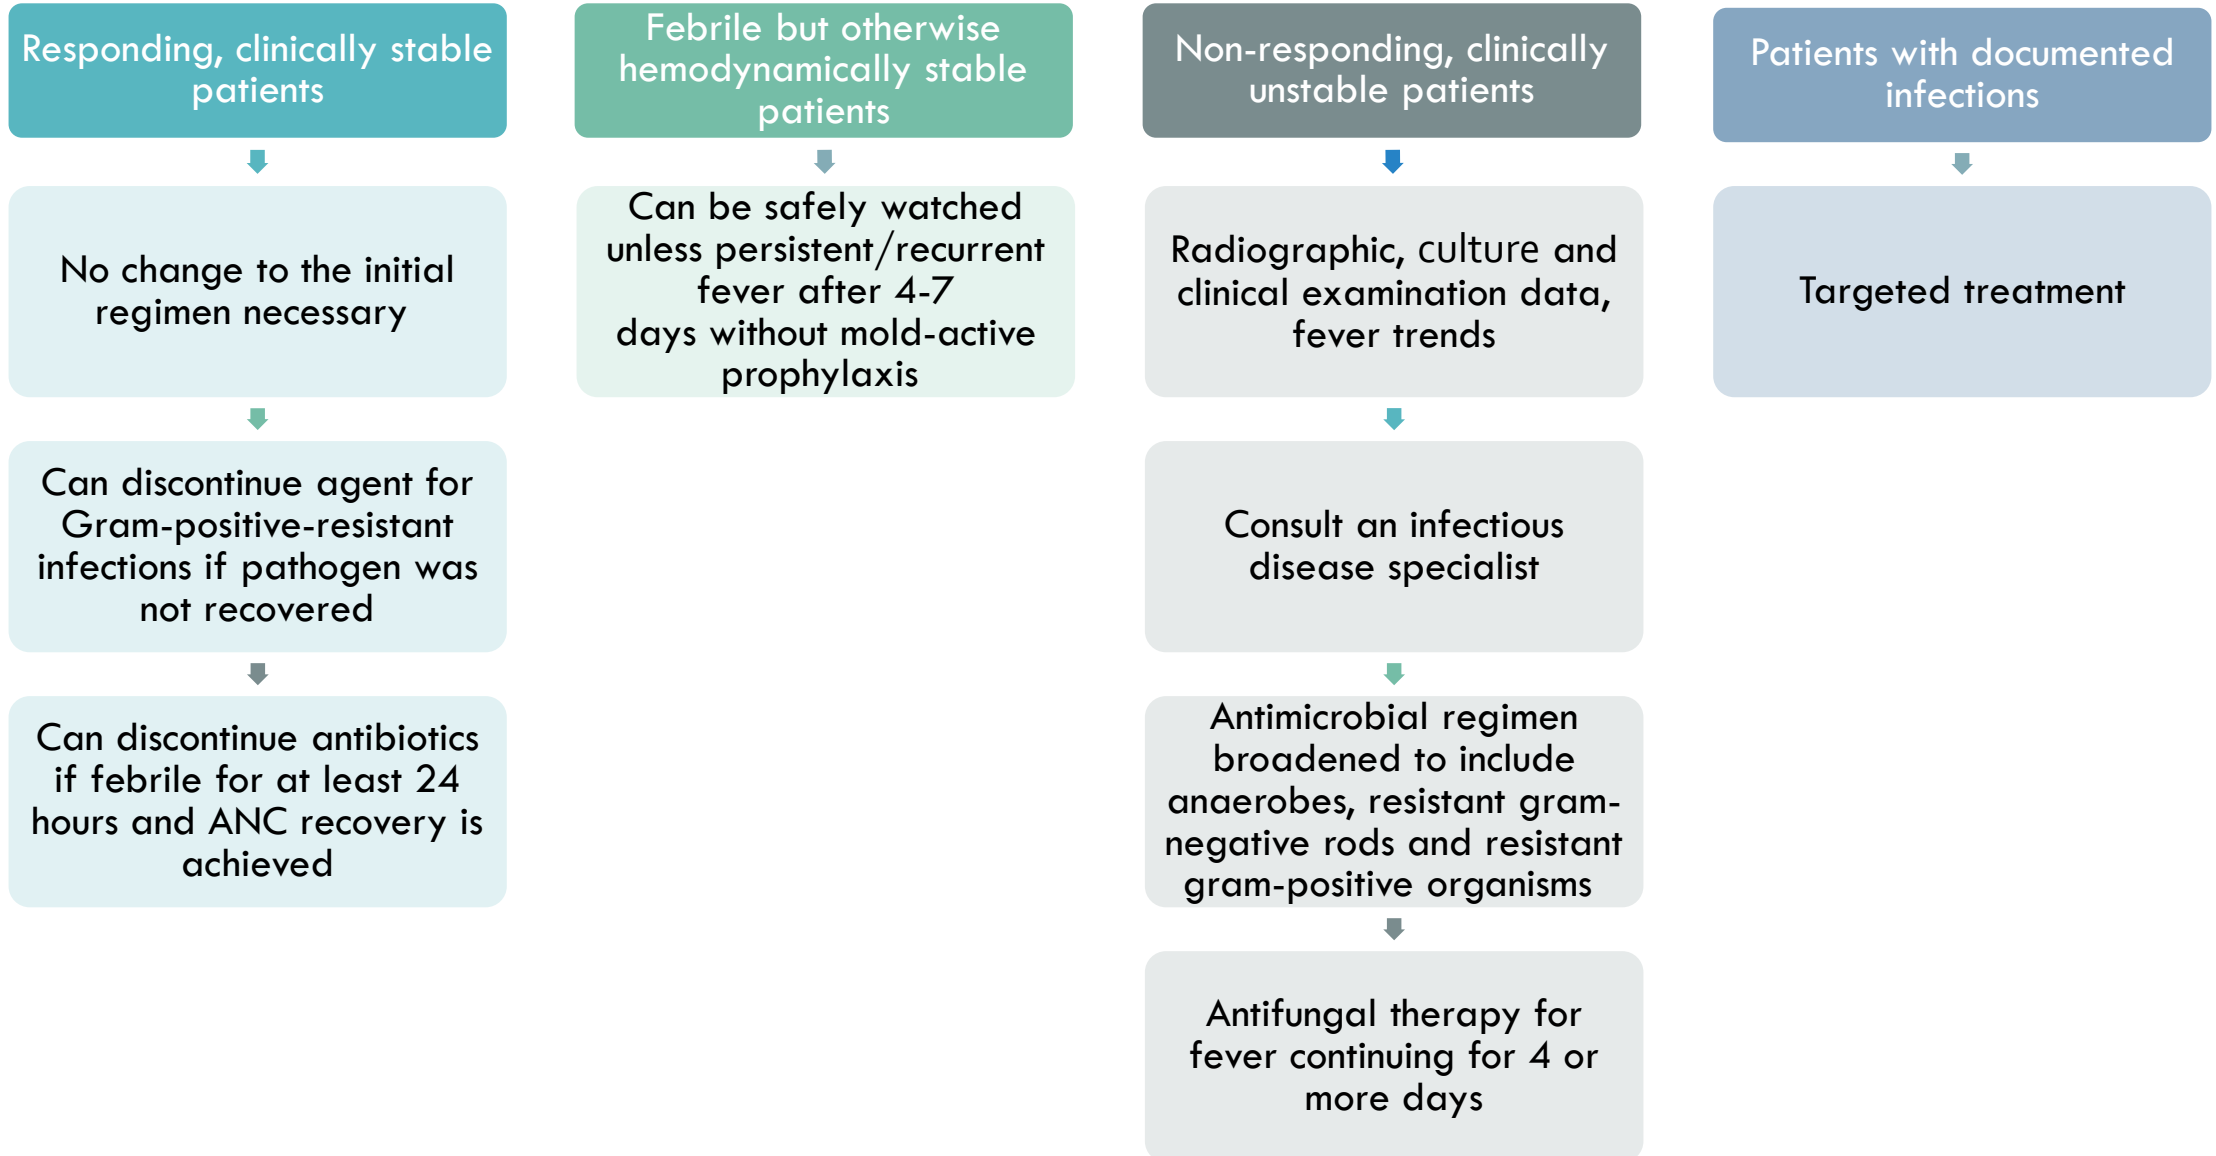 Responding, clinically stable
patients
No change to the initial
regimen necessary
Can discontinue agent for
Gram-positive-resistant
infections if pathogen was
not recovered
Can discontinue antibiotics
if febrile for at least 24
hours and ANC recovery is
achieved
Febrile but otherwise
hemodynamically stable
patients
Can be safely watched
unless persistent/recurrent
fever after 4-7
days without mold-active
prophylaxis
Non-responding, clinically
unstable patients
Radiographic, culture and
clinical examination data,
fever trends
Consult an infectious
disease specialist
Antimicrobial regimen
broadened to include
anaerobes, resistant gram-
negative rods and resistant
gram-positive organisms
Antifungal therapy for
fever continuing for 4 or
more days
Patients with documented
infections
Targeted treatment